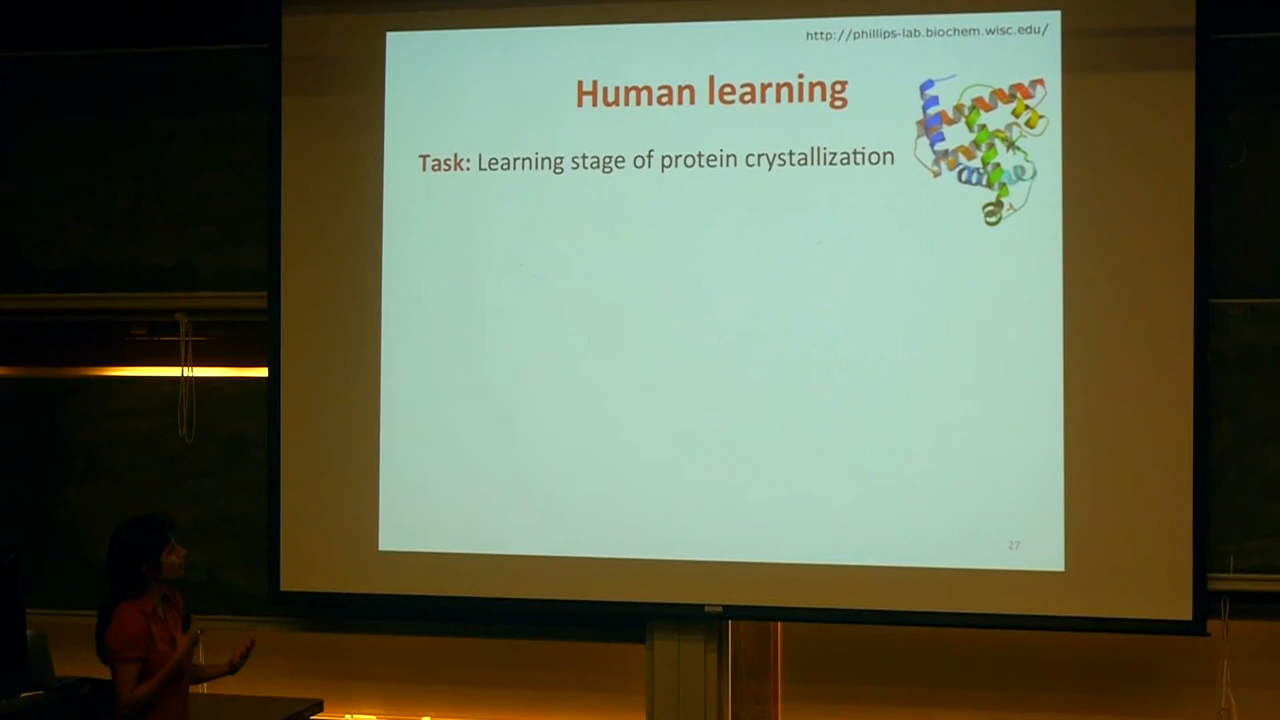 http://phillips-lab.biochem.wisc.edu/
Human learning
Task: Learning stage of protein crystallization
27